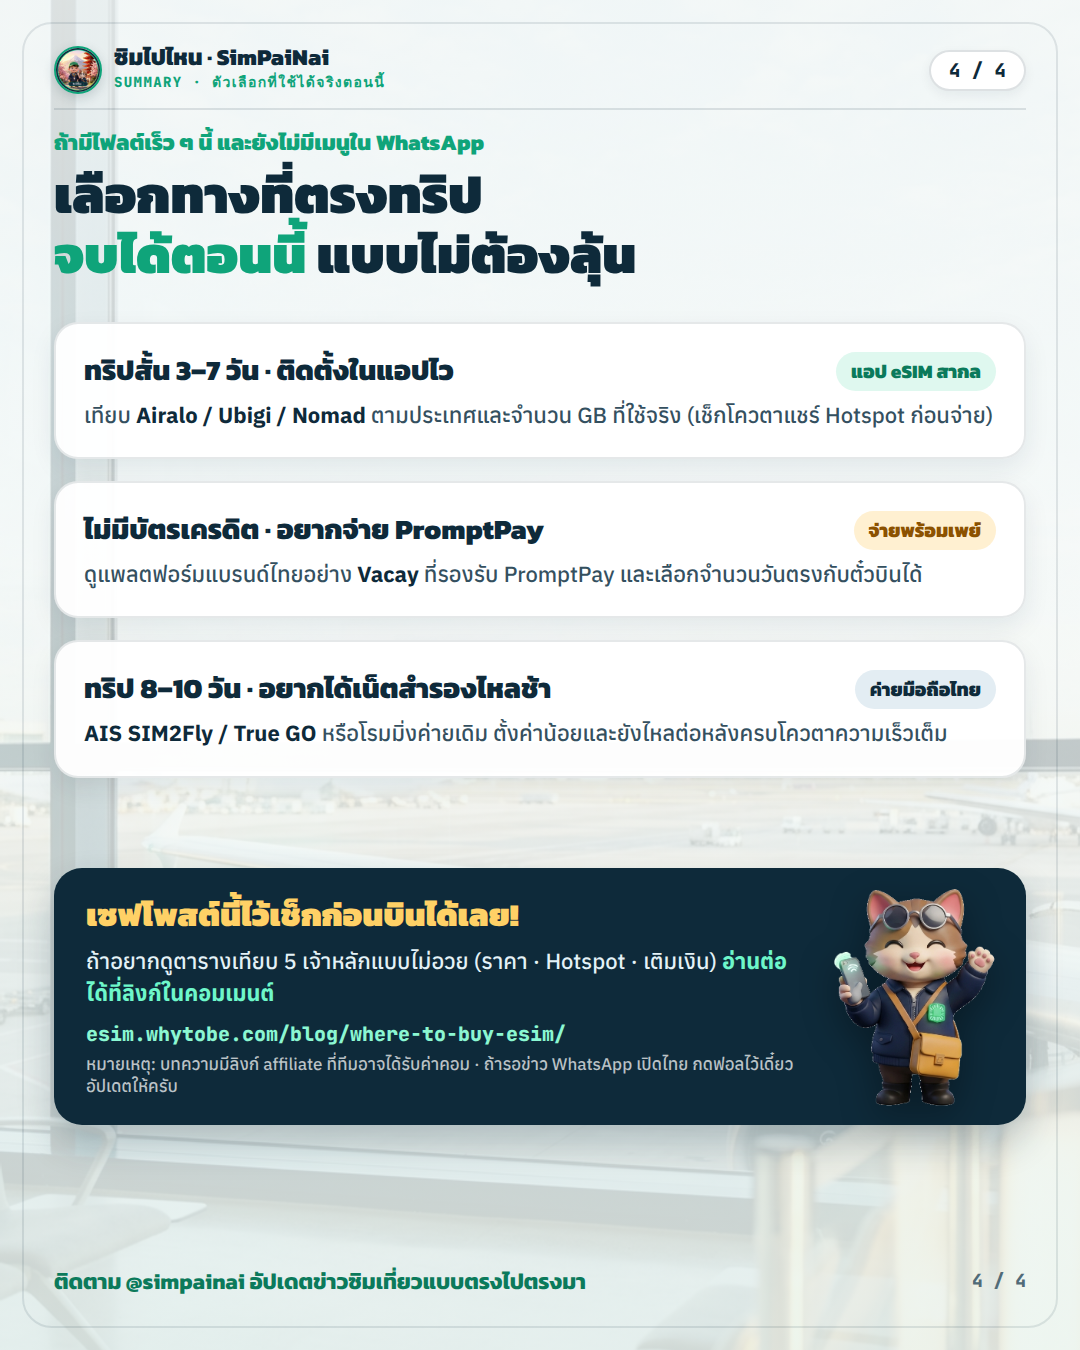 ซิมไปไหน · SimPaiNai
SUMMARY · ตัวเลือกที่ใช้ได้จริงตอนนี้
4 / 4
ถ้ามีไฟลต์เร็ว ๆ นี้ และยังไม่มีเมนูใน WhatsApp
เลือกทางที่ตรงทริป
จบได้ตอนนี้ แบบไม่ต้องลุ้น
ทริปสั้น 3–7 วัน · ติดตั้งในแอปไว
แอป eSIM สากล
เทียบ Airalo / Ubigi / Nomad ตามประเทศและจำนวน GB ที่ใช้จริง (เช็กโควตาแชร์ Hotspot ก่อนจ่าย)
ไม่มีบัตรเครดิต · อยากจ่าย PromptPay
จ่ายพร้อมเพย์
ดูแพลตฟอร์มแบรนด์ไทยอย่าง Vacay ที่รองรับ PromptPay และเลือกจำนวนวันตรงกับตั๋วบินได้
ทริป 8–10 วัน · อยากได้เน็ตสำรองไหลช้า
ค่ายมือถือไทย
AIS SIM2Fly / True GO หรือโรมมิ่งค่ายเดิม ตั้งค่าน้อยและยังไหลต่อหลังครบโควตาความเร็วเต็ม
เซฟโพสต์นี้ไว้เช็กก่อนบินได้เลย!
ถ้าอยากดูตารางเทียบ 5 เจ้าหลักแบบไม่อวย (ราคา · Hotspot · เติมเงิน) อ่านต่อ
ได้ที่ลิงก์ในคอมเมนต์
esim.whytobe.com/blog/where-to-buy-esim/
หมายเหตุ: บทความมีลิงก์ affiliate ที่ทีมอาจได้รับค่าคอม · ถ้ารอข่าว WhatsApp เปิดไทย กดฟอลไว้เดี๋ยว
อัปเดตให้ครับ
ติดตาม @simpainai อัปเดตข่าวซิมเที่ยวแบบตรงไปตรงมา
4 / 4